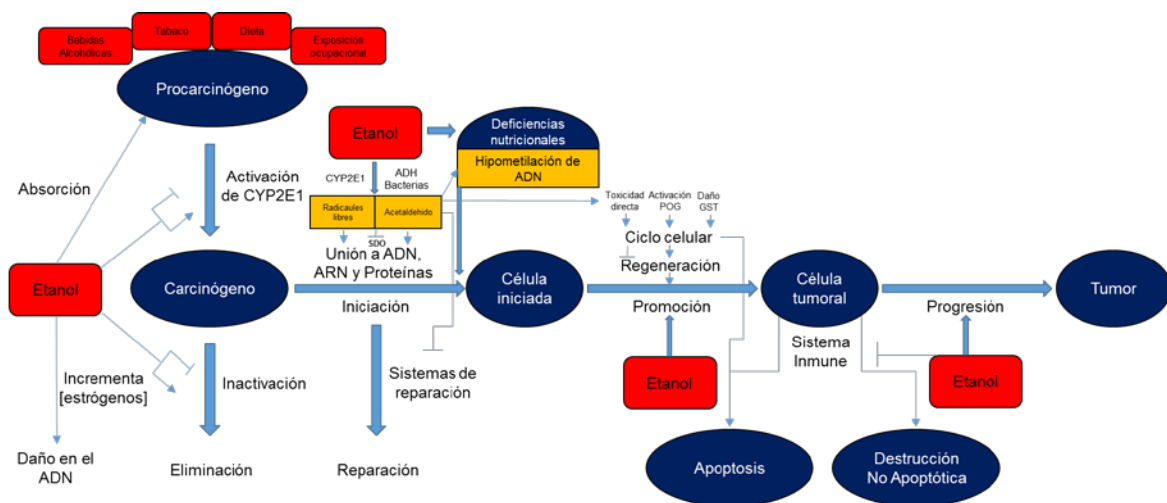 Bebidas
Alcohólicas
Tabaco
Dieta
Exposición
ocupacional
Procarcinógeno
Etanol
Deficiencias
nutricionales
Hipometilación de
ADN
Absorción
Activación
de CYP2E1
CYP2E1
ADH
Bacterias
Radicaules
libres
Acetaldehido
SDO
Unión a ADN,
ARN y Proteínas
Toxicidad
directa
Activación
POG
Daño
GST
Ciclo celular
Regeneración
Etanol
Carcinógeno
Iniciación
Célula
iniciada
Promoción
Célula
tumoral
Progresión
Tumor
Incrementa
[estrógenos]
Inactivación
Sistemas de
reparación
Etanol
Sistema
Inmune
Etanol
Daño en el
ADN
Eliminación
Reparación
Apoptosis
Destrucción
No Apoptótica